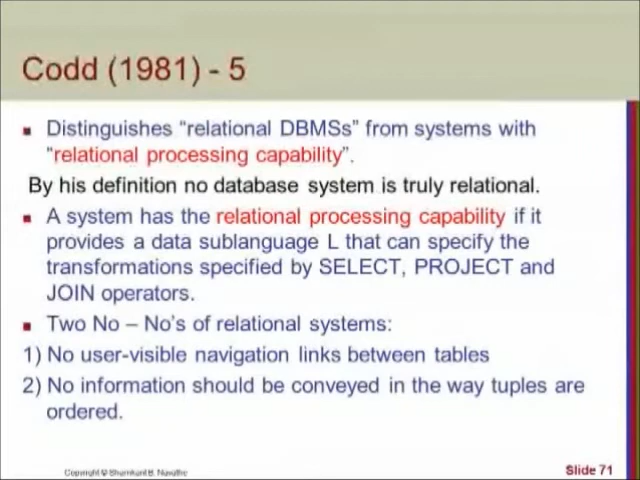 Codd (1981) - 5
Distinguishes “relational DBMSs” from systems with
“relational processing capability”.
By his definition no database system is truly relational.
A system has the relational processing capability if it
provides a data sublanguage L that can specify the
transformations specified by SELECT, PROJECT and
JOIN operators.
Two No – No's of relational systems:
1) No user-visible navigation links between tables
2) No information should be conveyed in the way tuples are
ordered.
Copyright © Shamkant B. Navathe
Slide 71